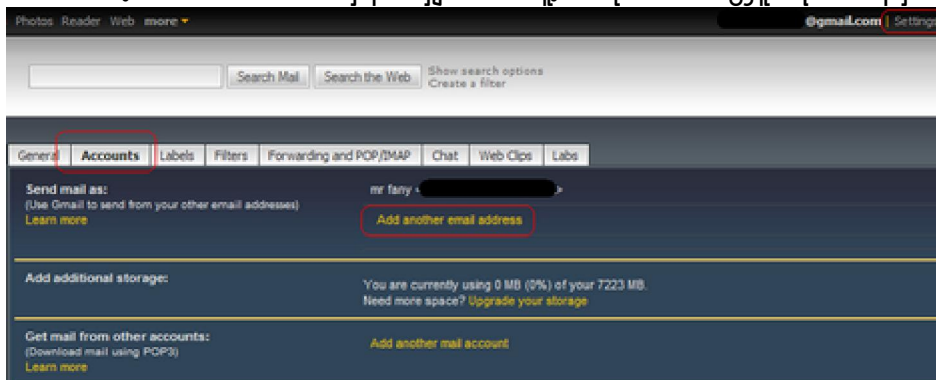 Photos Reader Web more ▼
@gmail.com | Settings
Search Mail Search the Web Show search options
Create a filter
General Accounts Labels Filters Forwarding and POP/IMAP Chat Web Clips Labs
Send mail as:
(Use Gmail to send from your other email addresses)
Learn more
mr fany <
>
Add another email address
Add additional storage:
You are currently using 0 MB (0%) of your 7223 MB.
Need more space? Upgrade your storage
Get mail from other accounts:
(Download mail using POP3)
Learn more
Add another mail account